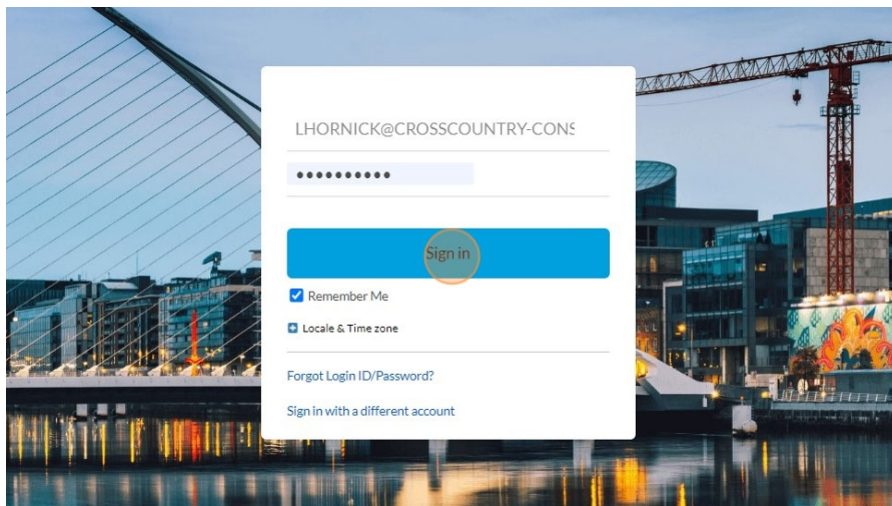 LHORNICK@CROSSCOUNTRY-CONS
Sign in
Remember Me
Locale & Time zone
Forgot Login ID/Password?
Sign in with a different account